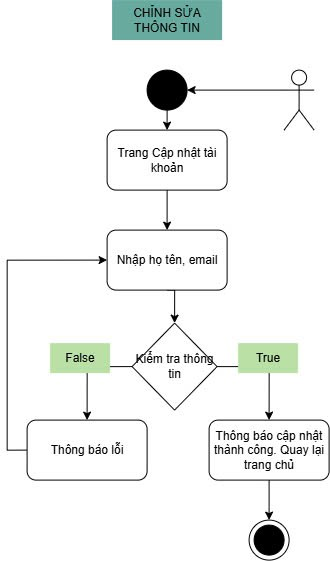 CHỈNH SỬA
THÔNG TIN
Trang Cập nhật tài
khoản
Nhập họ tên, email
Kiểm tra thông
tin
False
True
Thông báo lỗi
Thông báo cập nhật
thành công. Quay lại
trang chủ